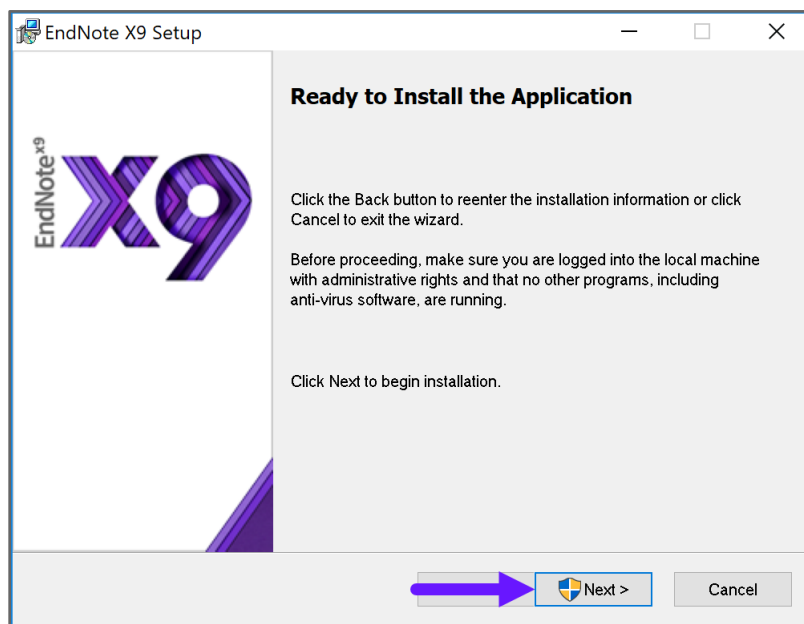 EndNote X9 Setup
EndNote x9
X9
Ready to Install the Application
Click the Back button to reenter the installation information or click
Cancel to exit the wizard.
Before proceeding, make sure you are logged into the local machine
with administrative rights and that no other programs, including
anti-virus software, are running.
Click Next to begin installation.
Next >
Cancel